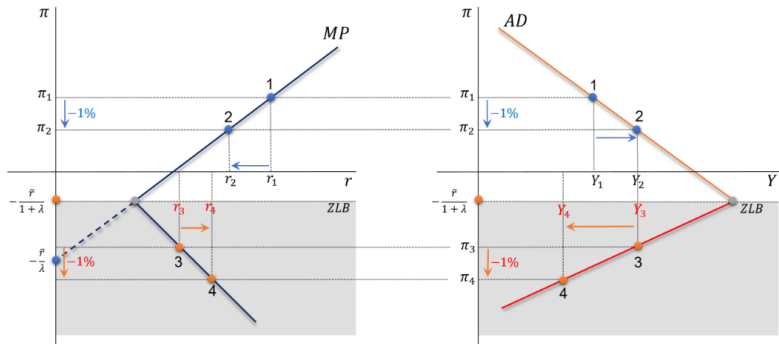 π
MP
1
π₁
−1%
2
π₂
r₂
r₁
r
−r̄/(1 + λ)
r₃
r₄
ZLB
−r̄/λ
−1%
3
4
π
AD
1
π₁
−1%
2
π₂
Y₁
Y₂
Y
−r̄/(1 + λ)
Y₄
Y₃
ZLB
π₃
−1%
3
π₄
4